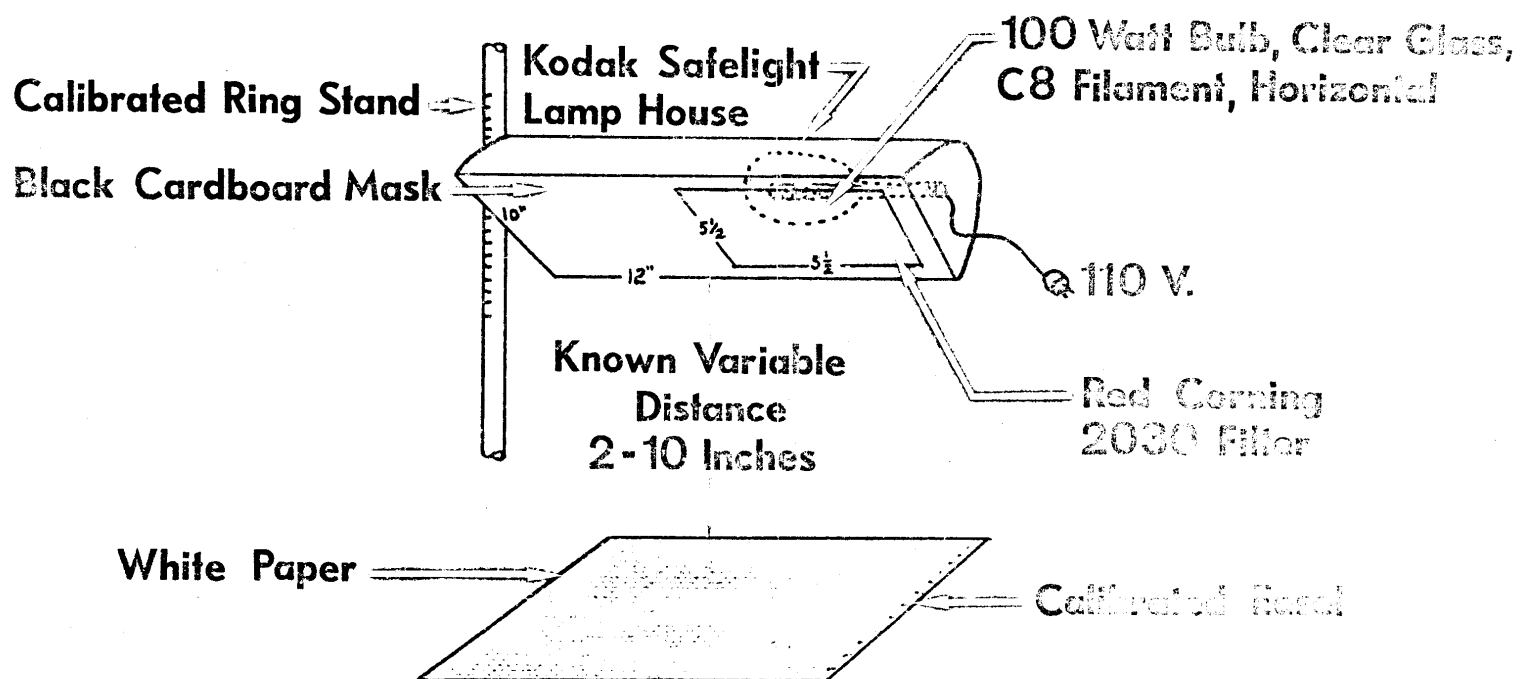 Calibrated Ring Stand
Kodak Safelight
Lamp House
100 Watt Bulb, Clear Glass,
C8 Filament, Horizontal
Black Cardboard Mask
10"
5½
5½
12"
110 V.
Known Variable
Distance
2-10 Inches
Red Corning
2030 Filter
White Paper
Calibrated